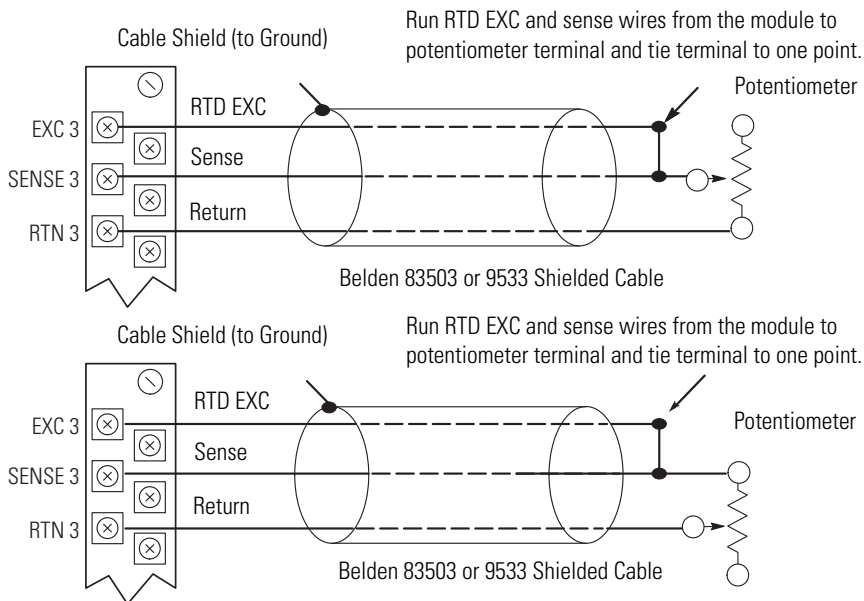 Cable Shield (to Ground)
Run RTD EXC and sense wires from the module to
potentiometer terminal and tie terminal to one point.
Potentiometer
RTD EXC
EXC 3
Sense
SENSE 3
Return
RTN 3
Belden 83503 or 9533 Shielded Cable
Cable Shield (to Ground)
Run RTD EXC and sense wires from the module to
potentiometer terminal and tie terminal to one point.
RTD EXC
Potentiometer
EXC 3
Sense
SENSE 3
Return
RTN 3
Belden 83503 or 9533 Shielded Cable